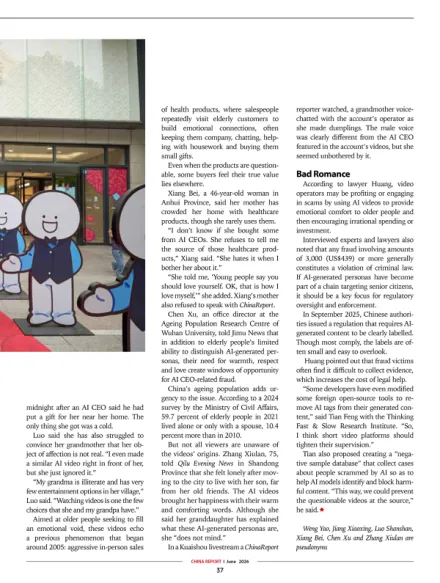 midnight after an AI CEO said he had
put a gift for her near her home. The
only thing she got was a cold.
Luo said she has also struggled to
convince her grandmother that her ob-
ject of affection is not real. "I even made
a similar AI video right in front of her,
but she just ignored it."
"My grandma is illiterate and has very
few entertainment options in her village,"
Luo said. "Watching videos is one the few
choices that she and my grandpa have."
Aimed at older people seeking to fill
an emotional void, these videos echo
a previous phenomenon that began
around 2005: aggressive in-person sales
of health products, where salespeople
repeatedly visit elderly customers to
build emotional connections, often
keeping them company, chatting, help-
ing with housework and buying them
small gifts.
Even when the products are question-
able, some buyers feel their true value
lies elsewhere.
Xiang Bei, a 46-year-old woman in
Anhui Province, said her mother has
crowded her home with healthcare
products, though she rarely uses them.
"I don't know if she bought some
from AI CEOs. She refuses to tell me
the source of those healthcare prod-
ucts," Xiang said. "She hates it when I
bother her about it."
"She told me, 'Young people say you
should love yourself. OK, that is how I
love myself,'" she added. Xiang's mother
also refused to speak with ChinaReport.
Chen Xu, an office director at the
Ageing Population Research Centre of
Wuhan University, told Jimu News that
in addition to elderly people's limited
ability to distinguish AI-generated per-
sonas, their need for warmth, respect
and love create windows of opportunity
for AI CEO-related fraud.
China's ageing population adds ur-
gency to the issue. According to a 2024
survey by the Ministry of Civil Affairs,
59.7 percent of elderly people in 2021
lived alone or only with a spouse, 10.4
percent more than in 2010.
But not all viewers are unaware of
the videos' origins. Zhang Xiulan, 75,
told Qilu Evening News in Shandong
Province that she felt lonely after mov-
ing to the city to live with her son, far
from her old friends. The AI videos
brought her happiness with their warm
and comforting words. Although she
said her granddaughter has explained
what these AI-generated personas are,
she "does not mind."
In a Kuaishou livestream a ChinaReport
reporter watched, a grandmother voice-
chatted with the account's operator as
she made dumplings. The male voice
was clearly different from the AI CEO
featured in the account's videos, but she
seemed unbothered by it.
Bad Romance
According to lawyer Huang, video
operators may be profiting or engaging
in scams by using AI videos to provide
emotional comfort to older people and
then encouraging irrational spending or
investment.
Interviewed experts and lawyers also
noted that any fraud involving amounts
of 3,000 (US$439) or more generally
constitutes a violation of criminal law.
If AI-generated personas have become
part of a chain targeting senior citizens,
it should be a key focus for regulatory
oversight and enforcement.
In September 2025, Chinese authori-
ties issued a regulation that requires AI-
generated content to be clearly labelled.
Though most comply, the labels are of-
ten small and easy to overlook.
Huang pointed out that fraud victims
often find it difficult to collect evidence,
which increases the cost of legal help.
"Some developers have even modified
some foreign open-source tools to re-
move AI tags from their generated con-
tent," said Tian Feng with the Thinking
Fast & Slow Research Institute. "So,
I think short video platforms should
tighten their supervision."
Tian also proposed creating a "nega-
tive sample database" that collect cases
about people scammed by AI so as to
help AI models identify and block harm-
ful content. "This way, we could prevent
the questionable videos at the source,"
he said.
Weng Yao, Jiang Xiaoxing, Luo Shanshan,
Xiang Bei, Chen Xu and Zhang Xiulan are
pseudonyms
CHINA REPORT I June 2026
37